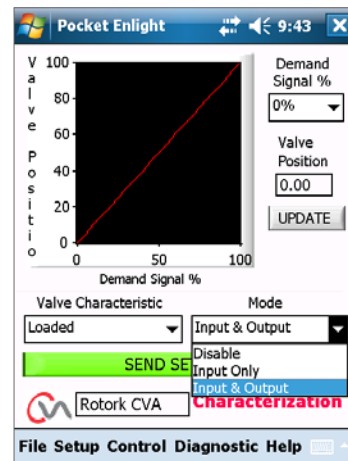 Pocket Enlight 9:43
Valve Positio
100
80
60
40
20
0
0 50 100
Demand Signal %
Demand
Signal %
0%
Valve
Position
0.00
UPDATE
Valve Characteristic Mode
Loaded Input & Output
Disable
Input Only
Input & Output
SEND SE
Rotork CVA Characterization
File Setup Control Diagnostic Help